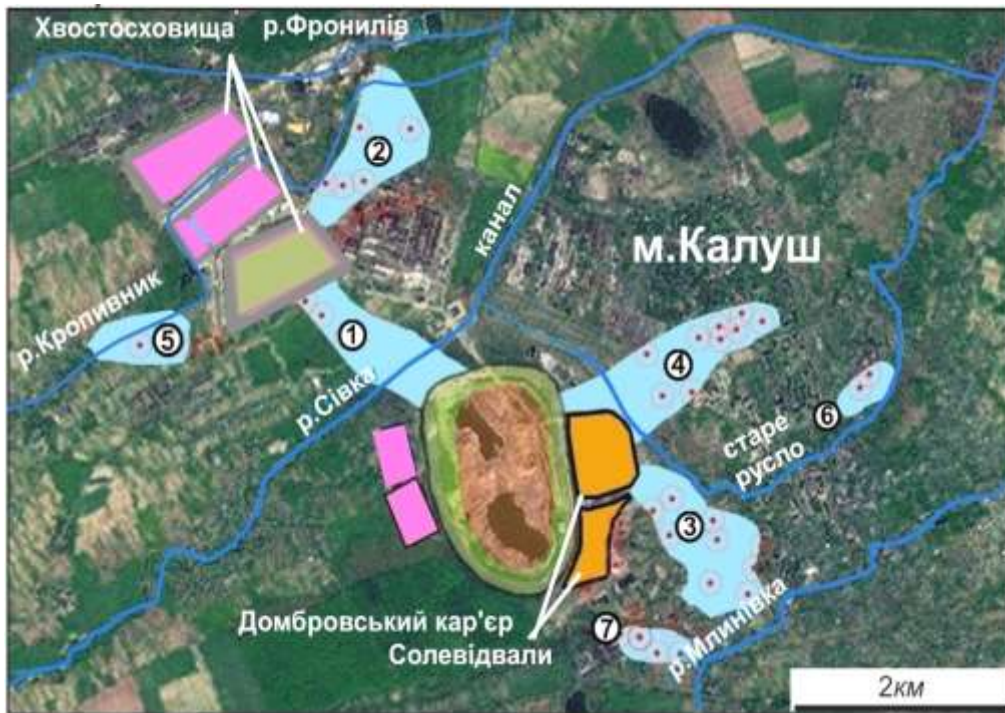 Хвостосховища
р.Фронилів
②
канал
м.Калуш
р.Кропивник
⑤
①
р.Сівка
④
⑥
старе
русло
③
Домбровський кар'єр
Солевідвали
⑦
р.Млинівка
2км